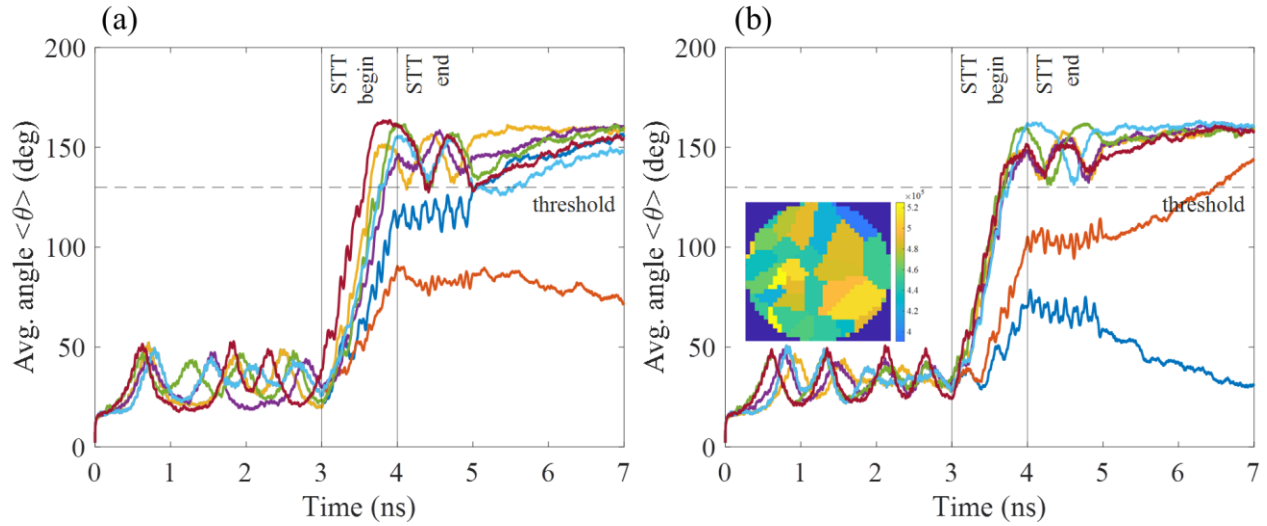 (a)
200
150
100
50
0
Avg. angle <θ> (deg)
STT begin
STT end
threshold
0 1 2 3 4 5 6 7
Time (ns)
(b)
200
150
100
50
0
Avg. angle <θ> (deg)
STT begin
STT end
threshold
×10⁵
5.2
5
4.8
4.6
4.4
4.2
4
0 1 2 3 4 5 6 7
Time (ns)